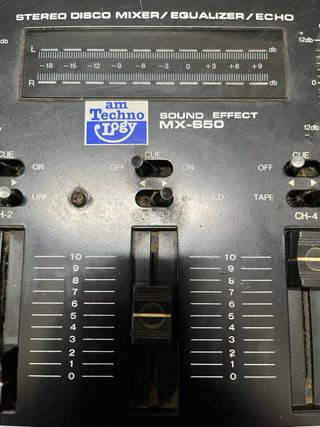 STEREO DISCO MIXER/EQUALIZER/ECHO
12db
+12db
L
db
-18 -15 -12 -9 -6 -3 0 +3 +6 +9
R
db
am
Techno
logy
SOUND EFFECT
MX-650
-12db
CUE
ON
OFF
CUE
ON
OFF
CUE
LINE
CD
TAPE
CH-2
CH-3
CH-4
10 10
9 9
8 8
7 7
6 6
5 5
4 4
3 3
2 2
1 1
0 0